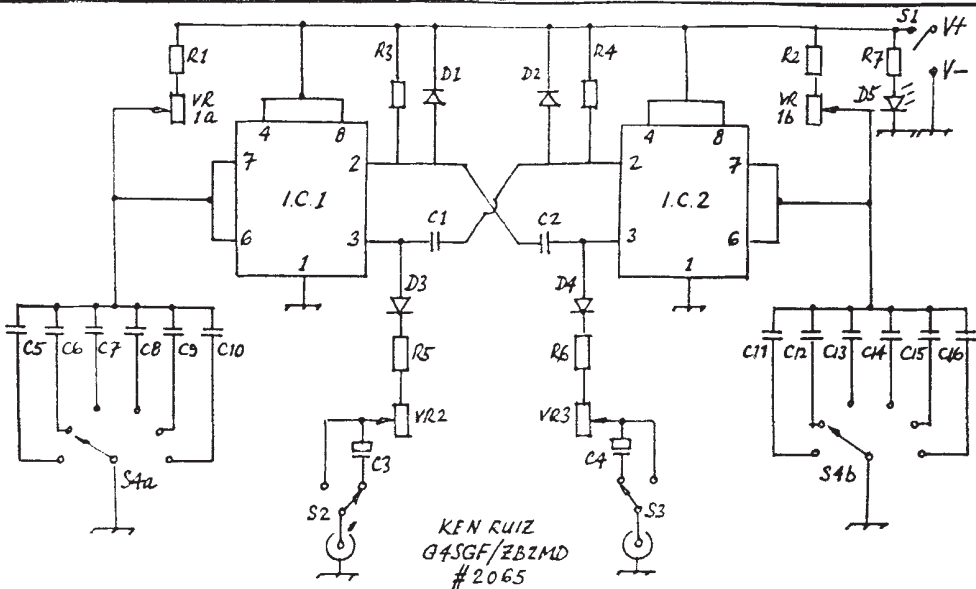 S1
V+
V-
R1
R3
D1
D2
R4
R2
R7
VR
1a
VR
1b
D5
4 8
4 8
7
2
2
7
I.C.1
I.C.2
C1
C2
6
3
3
6
1
1
D3
D4
C5 C6 C7 C8 C9 C10
R5
R6
C11 C12 C13 C14 C15 C16
VR2
VR3
C3
C4
S4a
S4b
S2
S3
KEN RUIZ
G4SGF/ZB2MD
# 2065